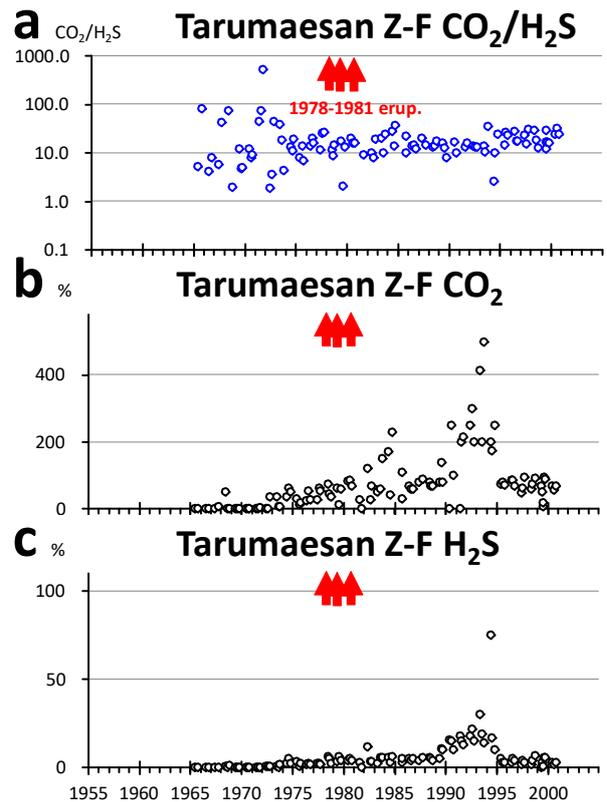 a CO₂/H₂S Tarumaesan Z-F CO₂/H₂S
1000.0
1978-1981 erup.
100.0
10.0
1.0
0.1
b % Tarumaesan Z-F CO₂
400
200
0
c % Tarumaesan Z-F H₂S
100
50
0
1955 1960 1965 1970 1975 1980 1985 1990 1995 2000